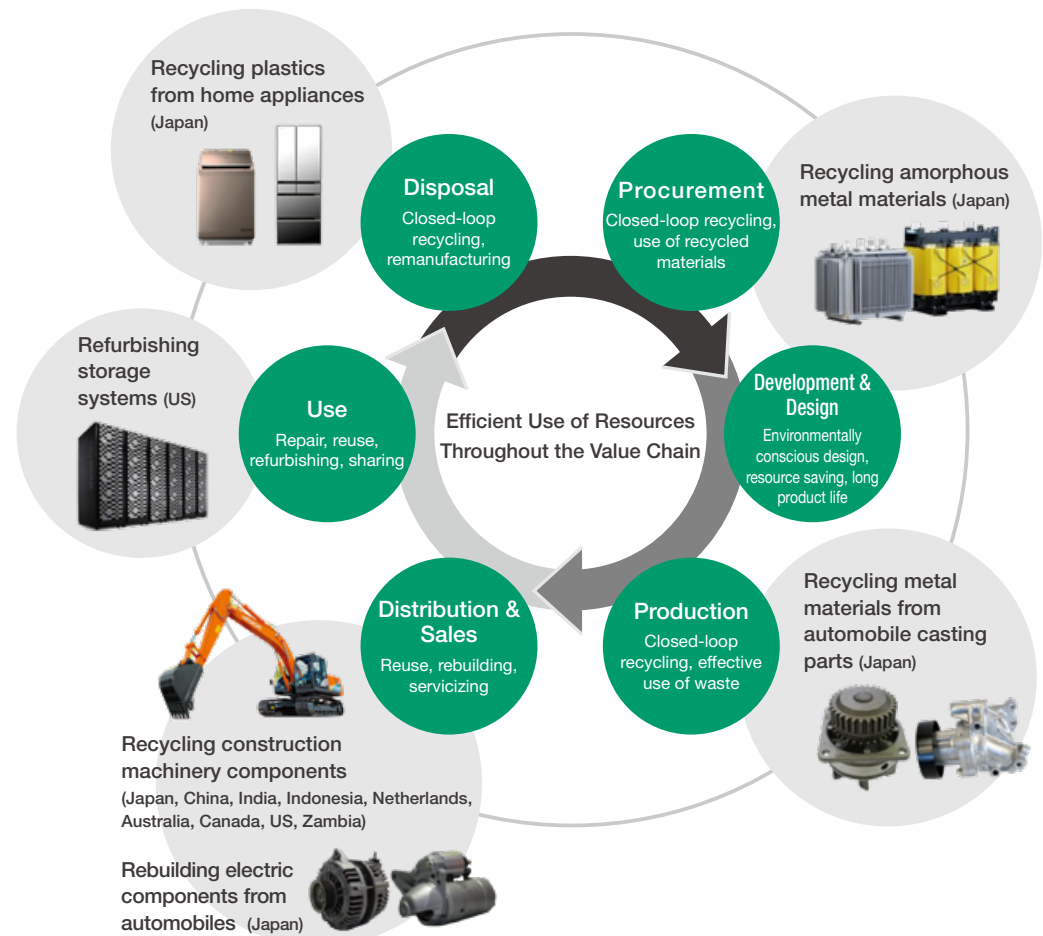 Recycling plastics
from home appliances
(Japan)
Disposal
Closed-loop
recycling,
remanufacturing
Procurement
Closed-loop recycling,
use of recycled
materials
Recycling amorphous
metal materials (Japan)
Refurbishing
storage
systems (US)
Use
Repair, reuse,
refurbishing, sharing
Efficient Use of Resources
Throughout the Value Chain
Development &
Design
Environmentally
conscious design,
resource saving, long
product life
Distribution &
Sales
Reuse, rebuilding,
servicizing
Production
Closed-loop
recycling, effective
use of waste
Recycling metal
materials from
automobile casting
parts (Japan)
Recycling construction
machinery components
(Japan, China, India, Indonesia, Netherlands,
Australia, Canada, US, Zambia)
Rebuilding electric
components from
automobiles (Japan)